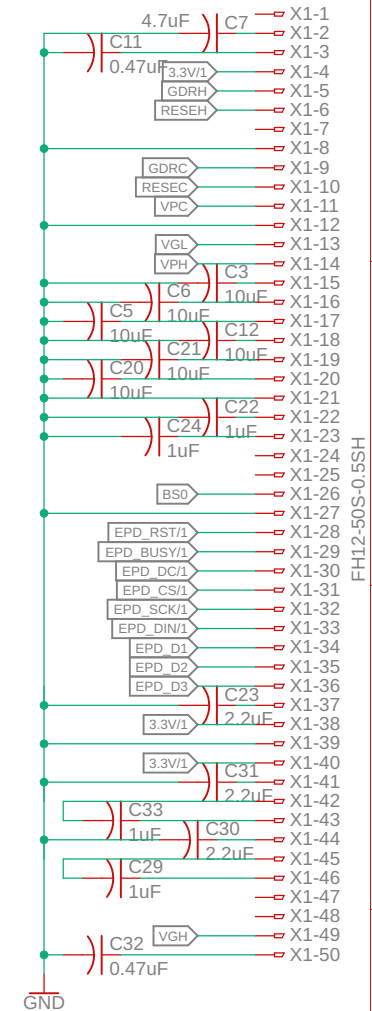 X1-1
4.7uF C7 X1-2
C11 X1-3
0.47uF 3.3V/1 X1-4
GDRH X1-5
RESEH X1-6
X1-7
X1-8
GDRC X1-9
RESEC X1-10
VPC X1-11
X1-12
VGL X1-13
VPH X1-14
C3 X1-15
C6 10uF X1-16
C5 10uF X1-17
10uF C12 X1-18
C21 10uF X1-19
C20 10uF X1-20
10uF X1-21
C22 X1-22
C24 1uF X1-23
1uF X1-24
X1-25
BS0 X1-26
X1-27
EPD_RST/1 X1-28
EPD_BUSY/1 X1-29
EPD_DC/1 X1-30
EPD_CS/1 X1-31
EPD_SCK/1 X1-32
EPD_DIN/1 X1-33
EPD_D1 X1-34
EPD_D2 X1-35
EPD_D3 X1-36
C23 X1-37
2.2uF
3.3V/1 X1-38
X1-39
3.3V/1 X1-40
C31 X1-41
2.2uF X1-42
C33 X1-43
1uF C30 X1-44
2.2uF X1-45
C29 X1-46
1uF X1-47
X1-48
VGH X1-49
C32 X1-50
0.47uF
GND
FH12-50S-0.5SH